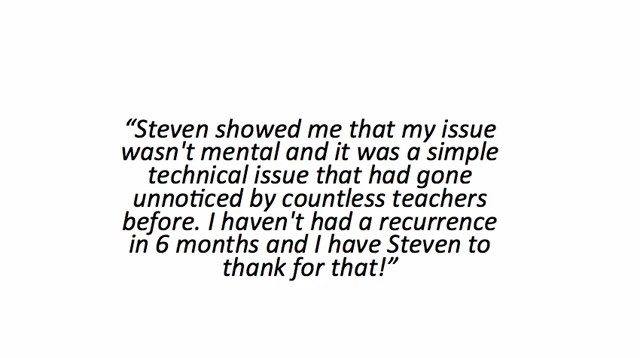 “Steven showed me that my issue
wasn't mental and it was a simple
technical issue that had gone
unnoticed by countless teachers
before. I haven't had a recurrence
in 6 months and I have Steven to
thank for that!”